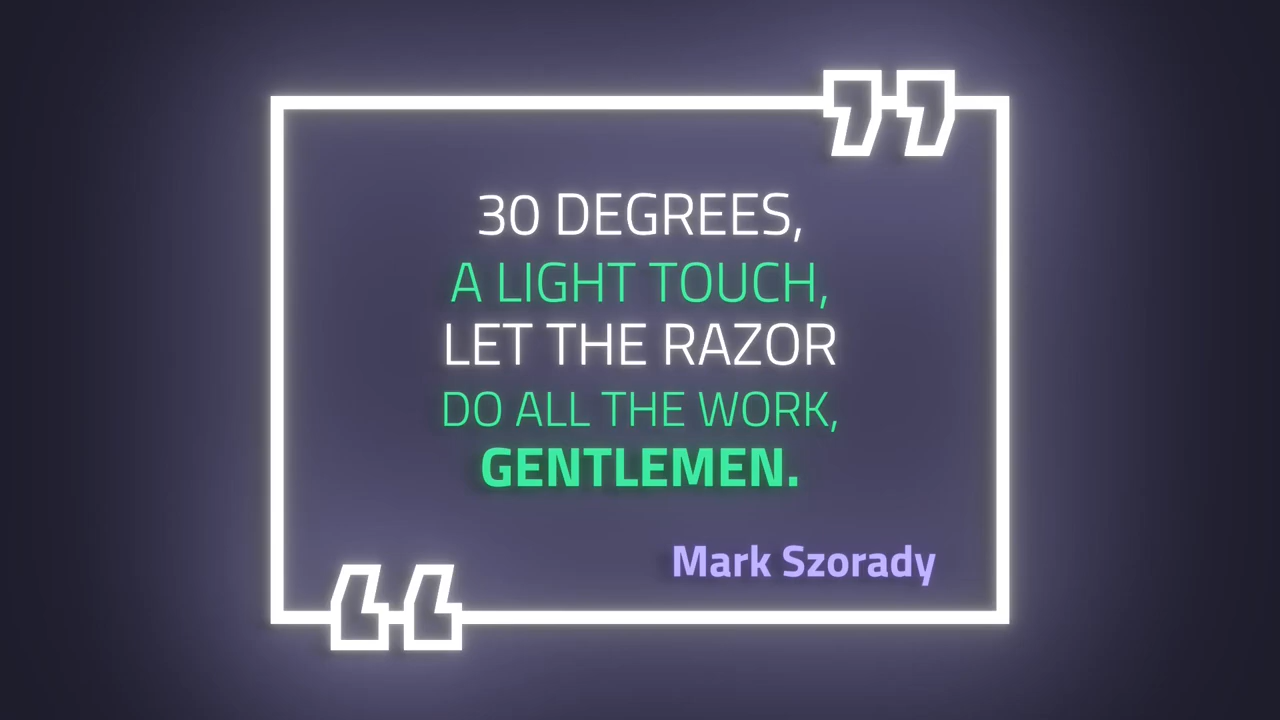 30 DEGREES,
A LIGHT TOUCH,
LET THE RAZOR
DO ALL THE WORK,
GENTLEMEN.
Mark Szorady